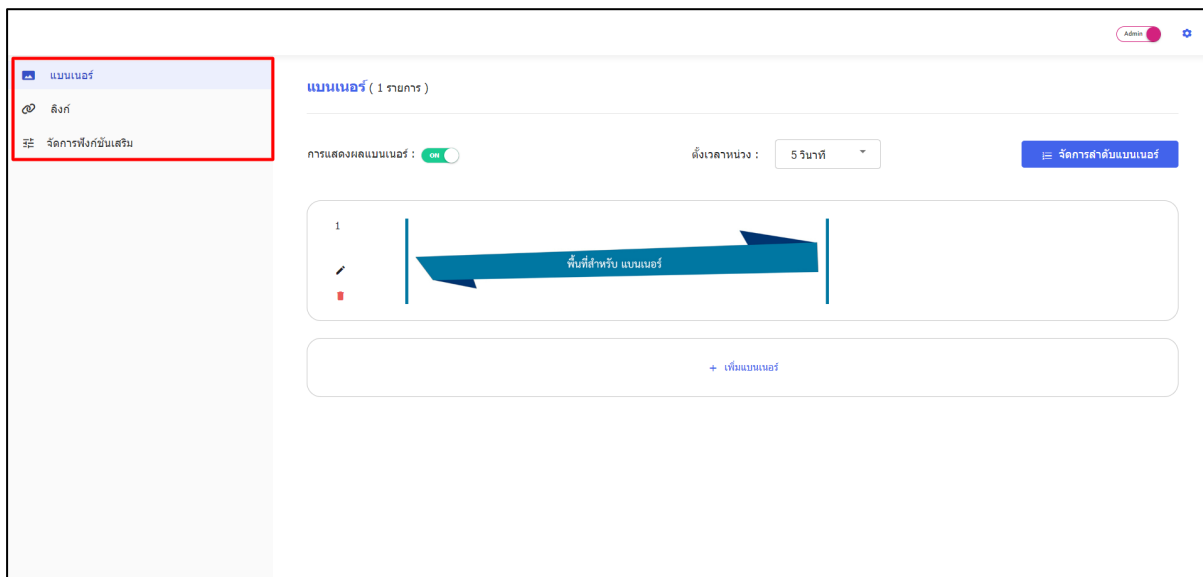 Admin
แบนเนอร์
ลิงก์
จัดการฟังก์ชันเสริม
แบนเนอร์ ( 1 รายการ )
การแสดงผลแบนเนอร์ : ON
ตั้งเวลาหน่วง : 5 วินาที
จัดการลำดับแบนเนอร์
1
พื้นที่สำหรับ แบนเนอร์
+ เพิ่มแบนเนอร์